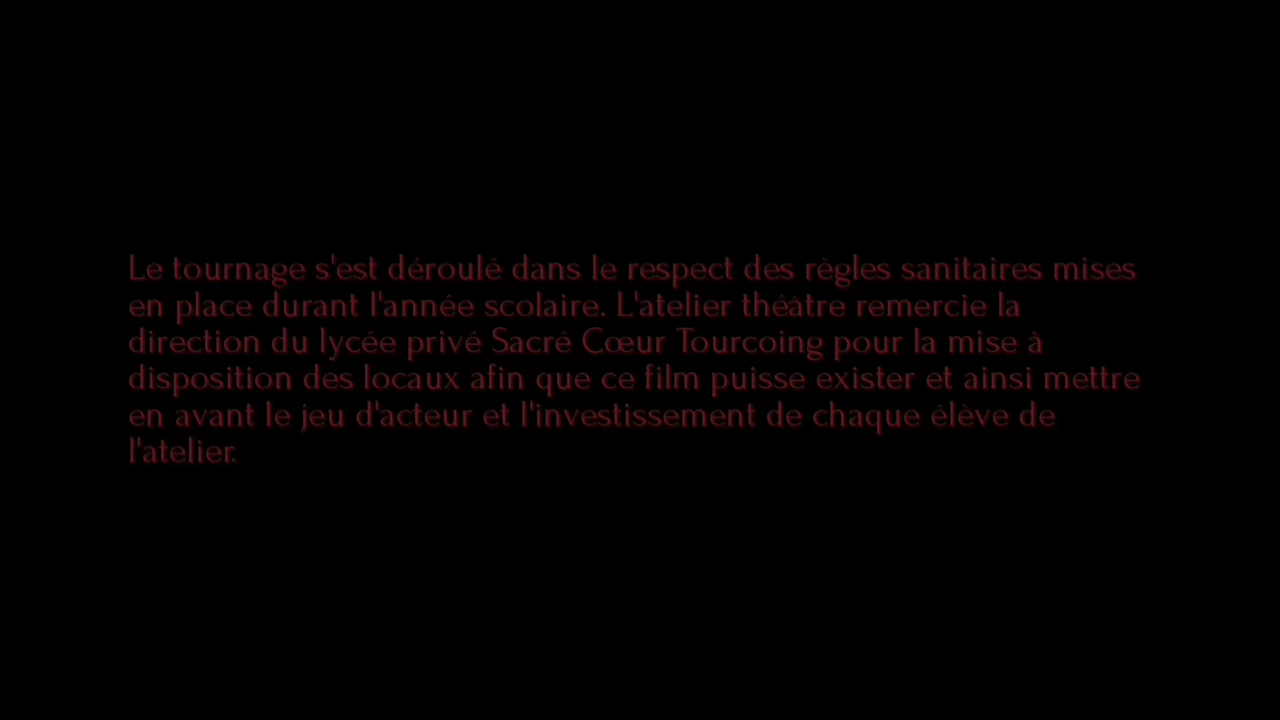 Le tournage s'est déroulé dans le respect des règles sanitaires mises
en place durant l'année scolaire. L'atelier théâtre remercie la
direction du lycée privé Sacré Cœur Tourcoing pour la mise à
disposition des locaux afin que ce film puisse exister et ainsi mettre
en avant le jeu d'acteur et l'investissement de chaque élève de
l'atelier.